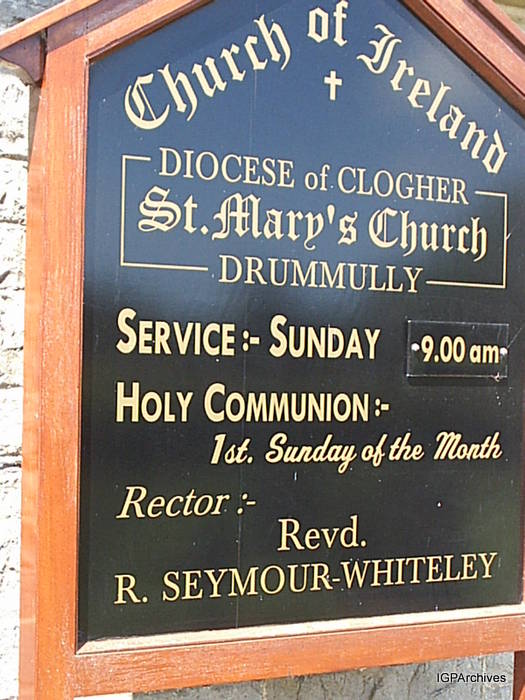 Church of Ireland
DIOCESE of CLOGHER
St. Mary's Church
DRUMMULLY
SERVICE :- SUNDAY 9.00 am
HOLY COMMUNION :-
1st. Sunday of the Month
Rector :-
Revd.
R. SEYMOUR-WHITELEY
IGPArchives